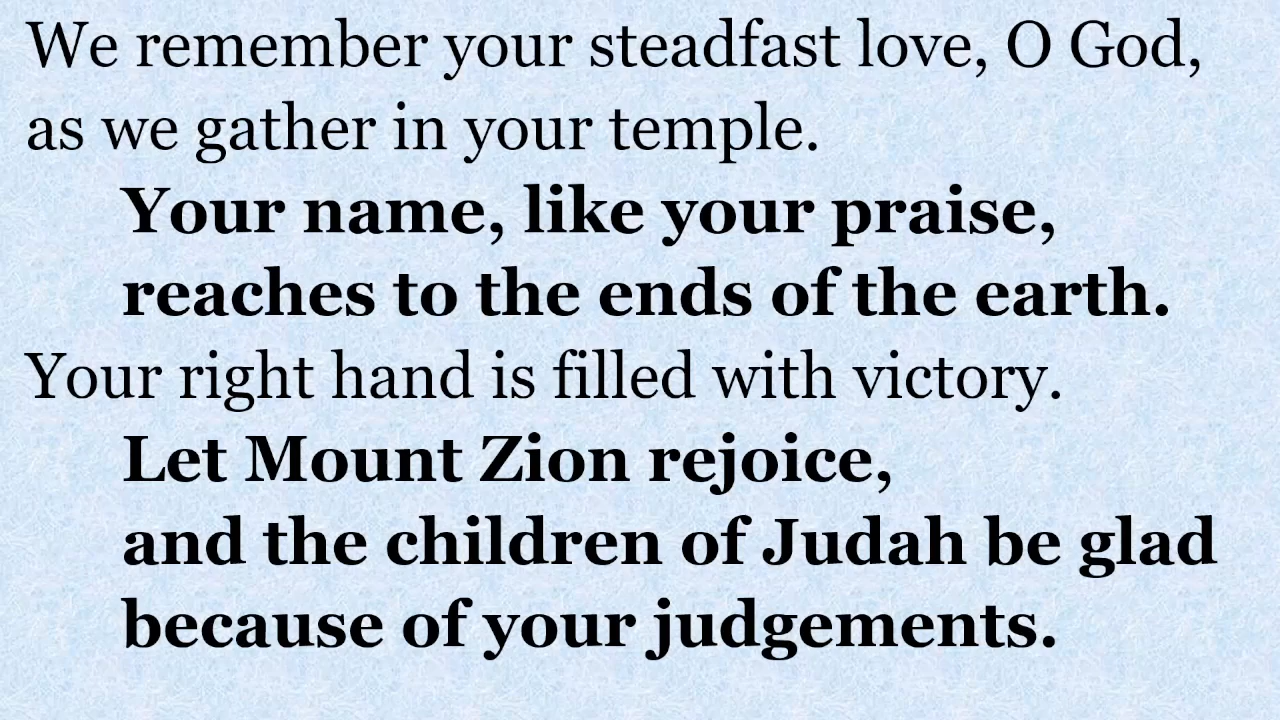 We remember your steadfast love, O God,
as we gather in your temple.
Your name, like your praise,
reaches to the ends of the earth.
Your right hand is filled with victory.
Let Mount Zion rejoice,
and the children of Judah be glad
because of your judgements.